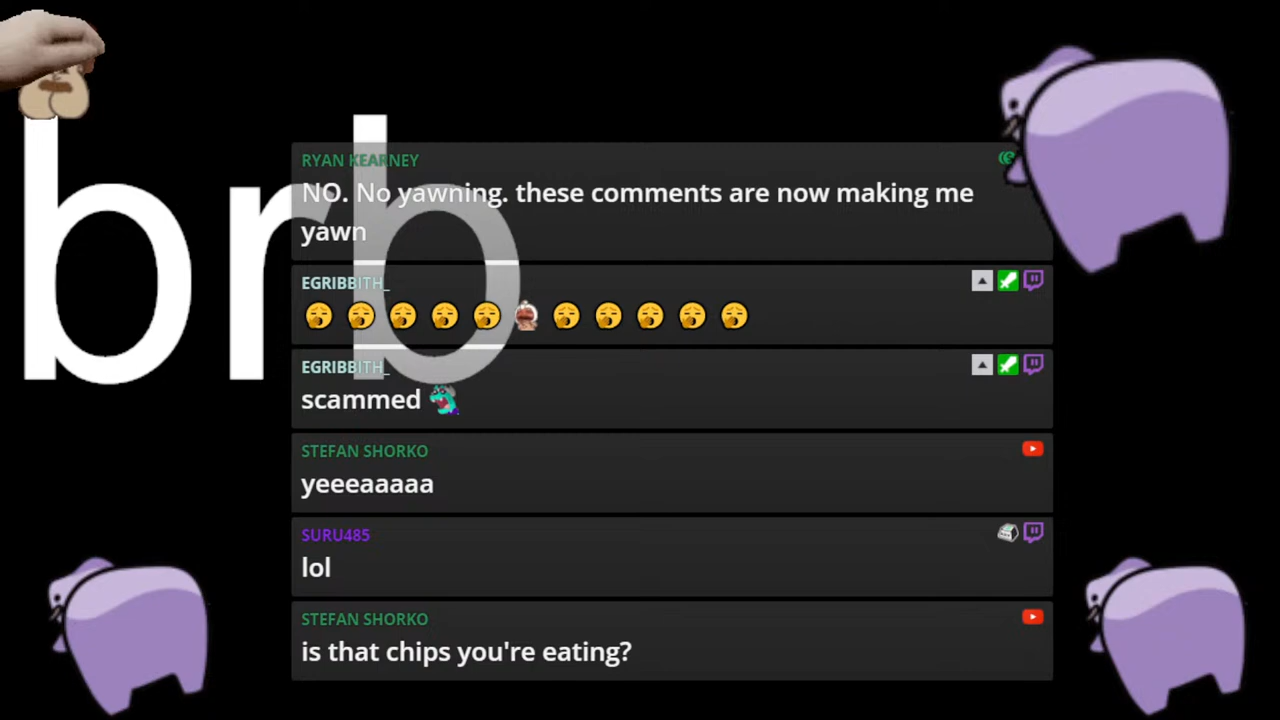 brb
RYAN KEARNEY
NO. No yawning. these comments are now making me
yawn
EGRIBBITH_
EGRIBBITH_
scammed
STEFAN SHORKO
yeeeaaaaa
SURU485
lol
STEFAN SHORKO
is that chips you're eating?